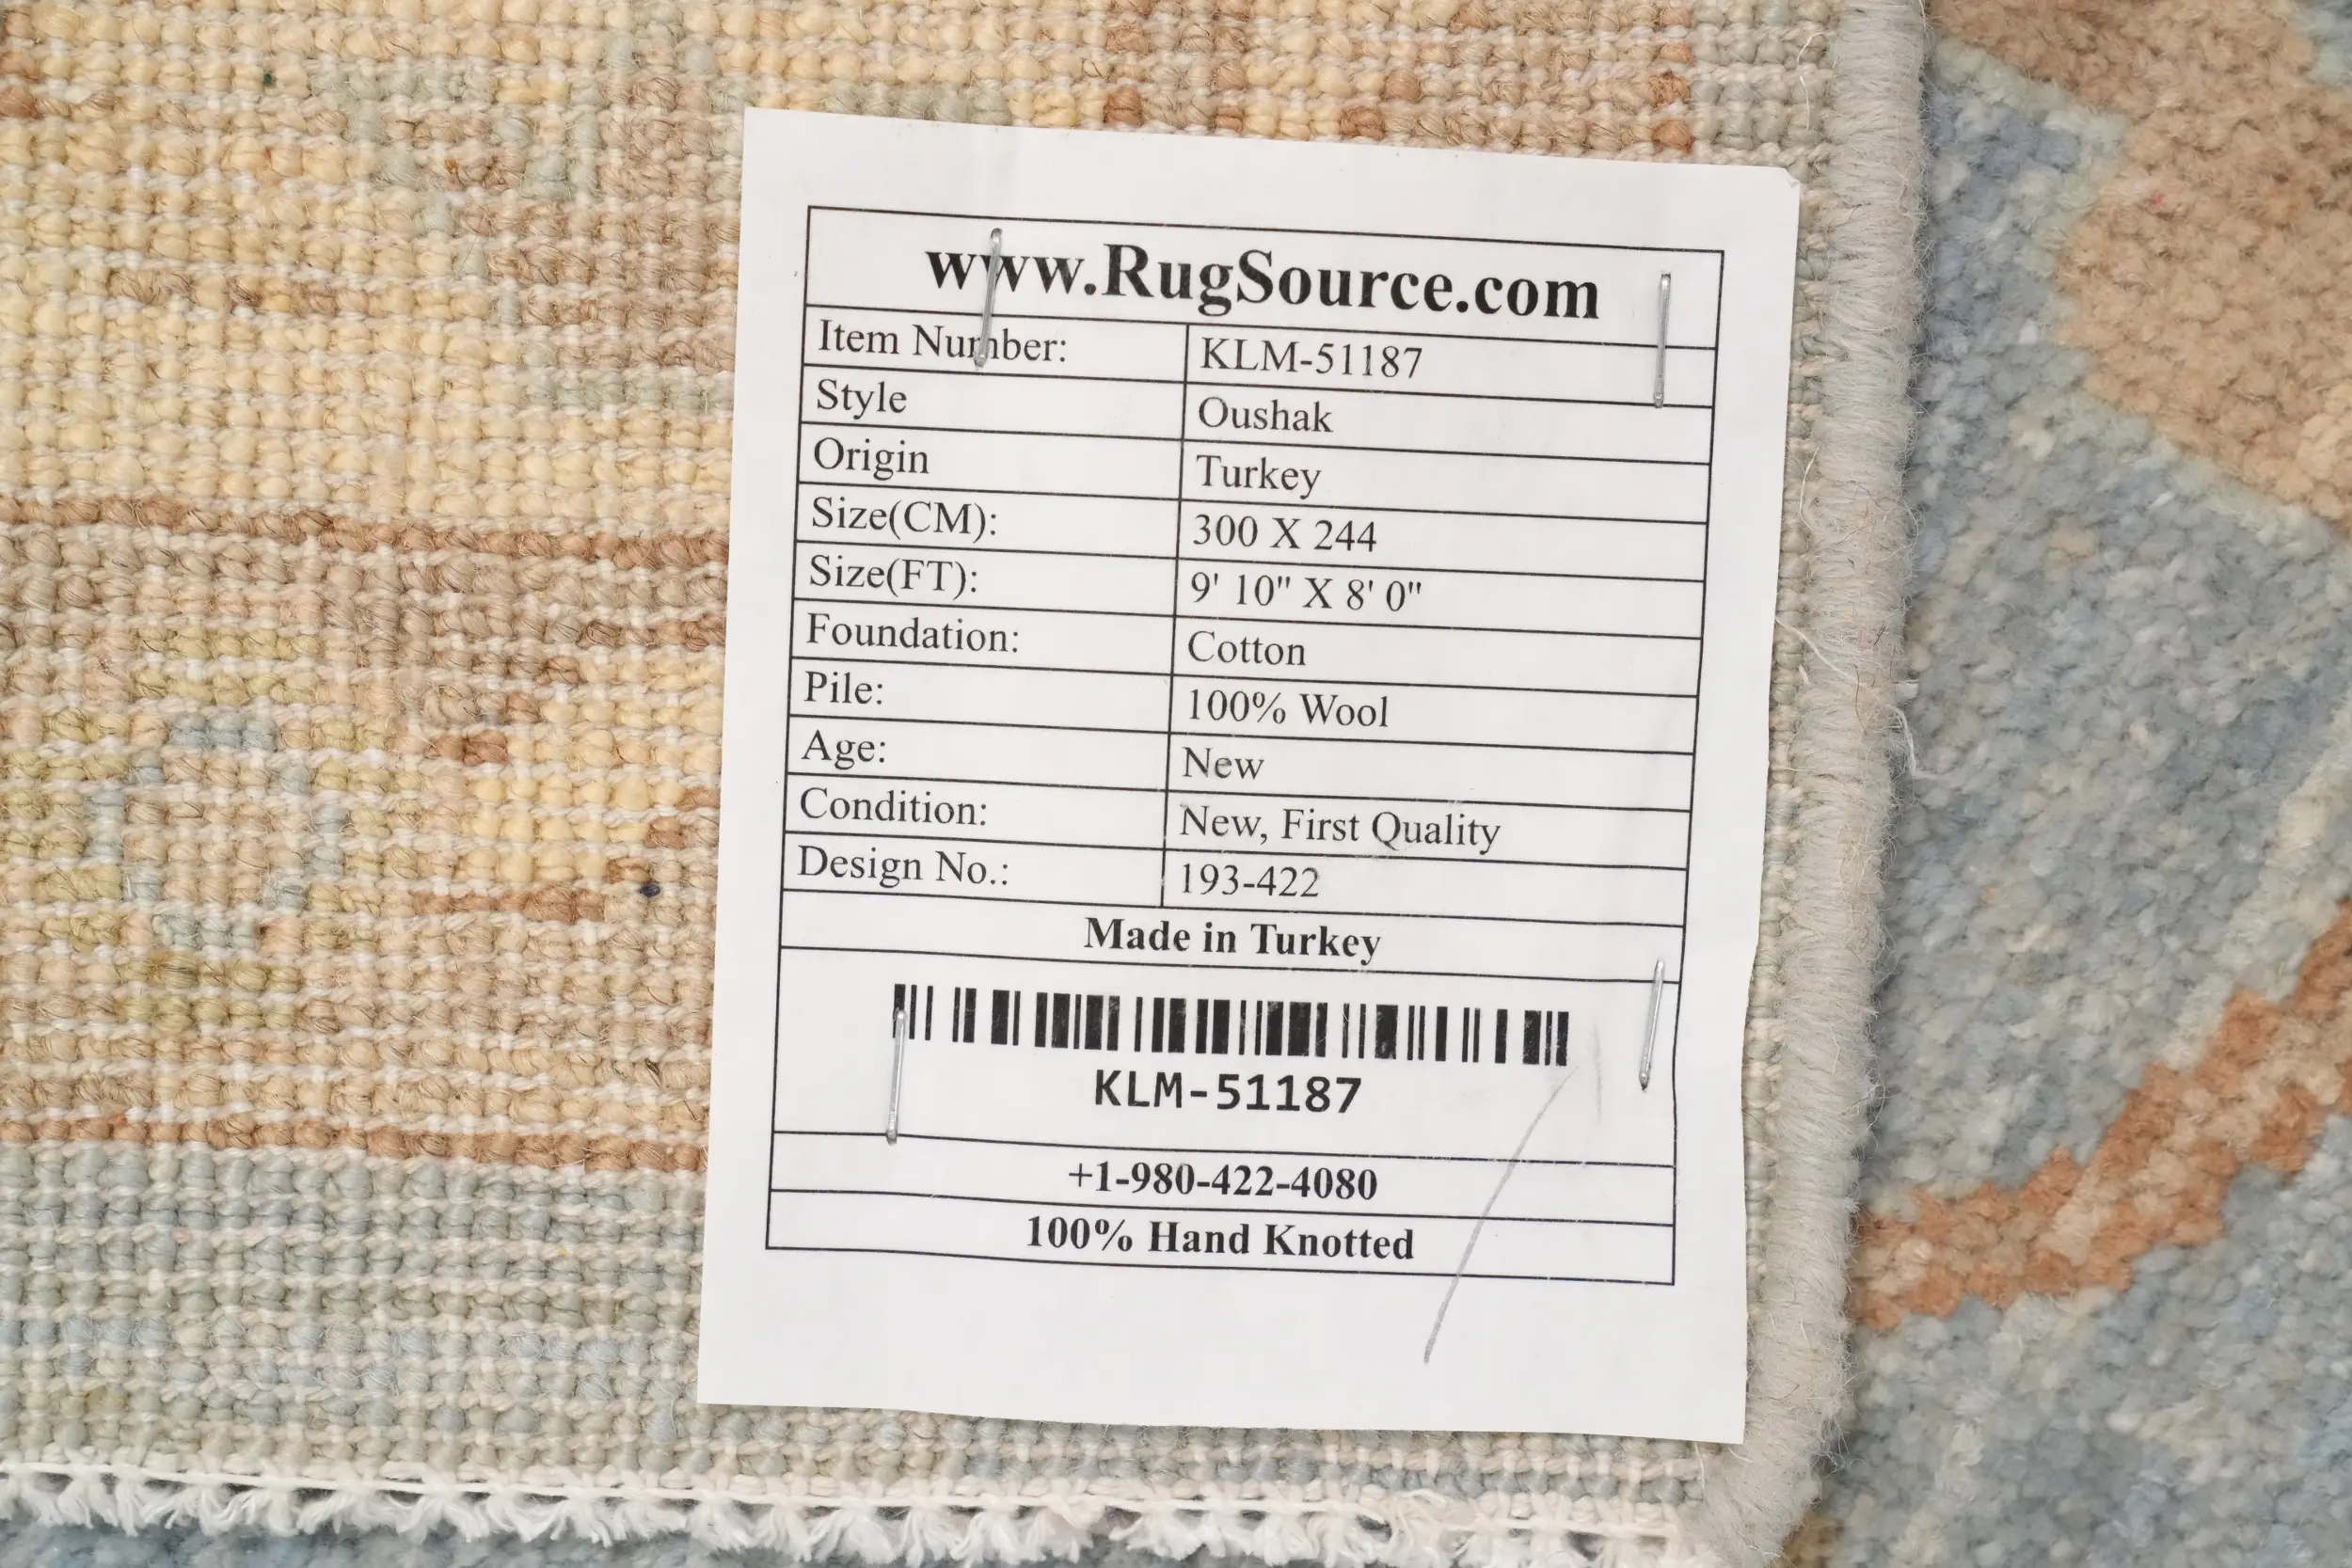 www.RugSource.com
Item Number: KLM-51187
Style Oushak
Origin Turkey
Size(CM): 300 X 244
Size(FT): 9' 10" X 8' 0"
Foundation: Cotton
Pile: 100% Wool
Age: New
Condition: New, First Quality
Design No.: 193-422
Made in Turkey
KLM-51187
+1-980-422-4080
100% Hand Knotted